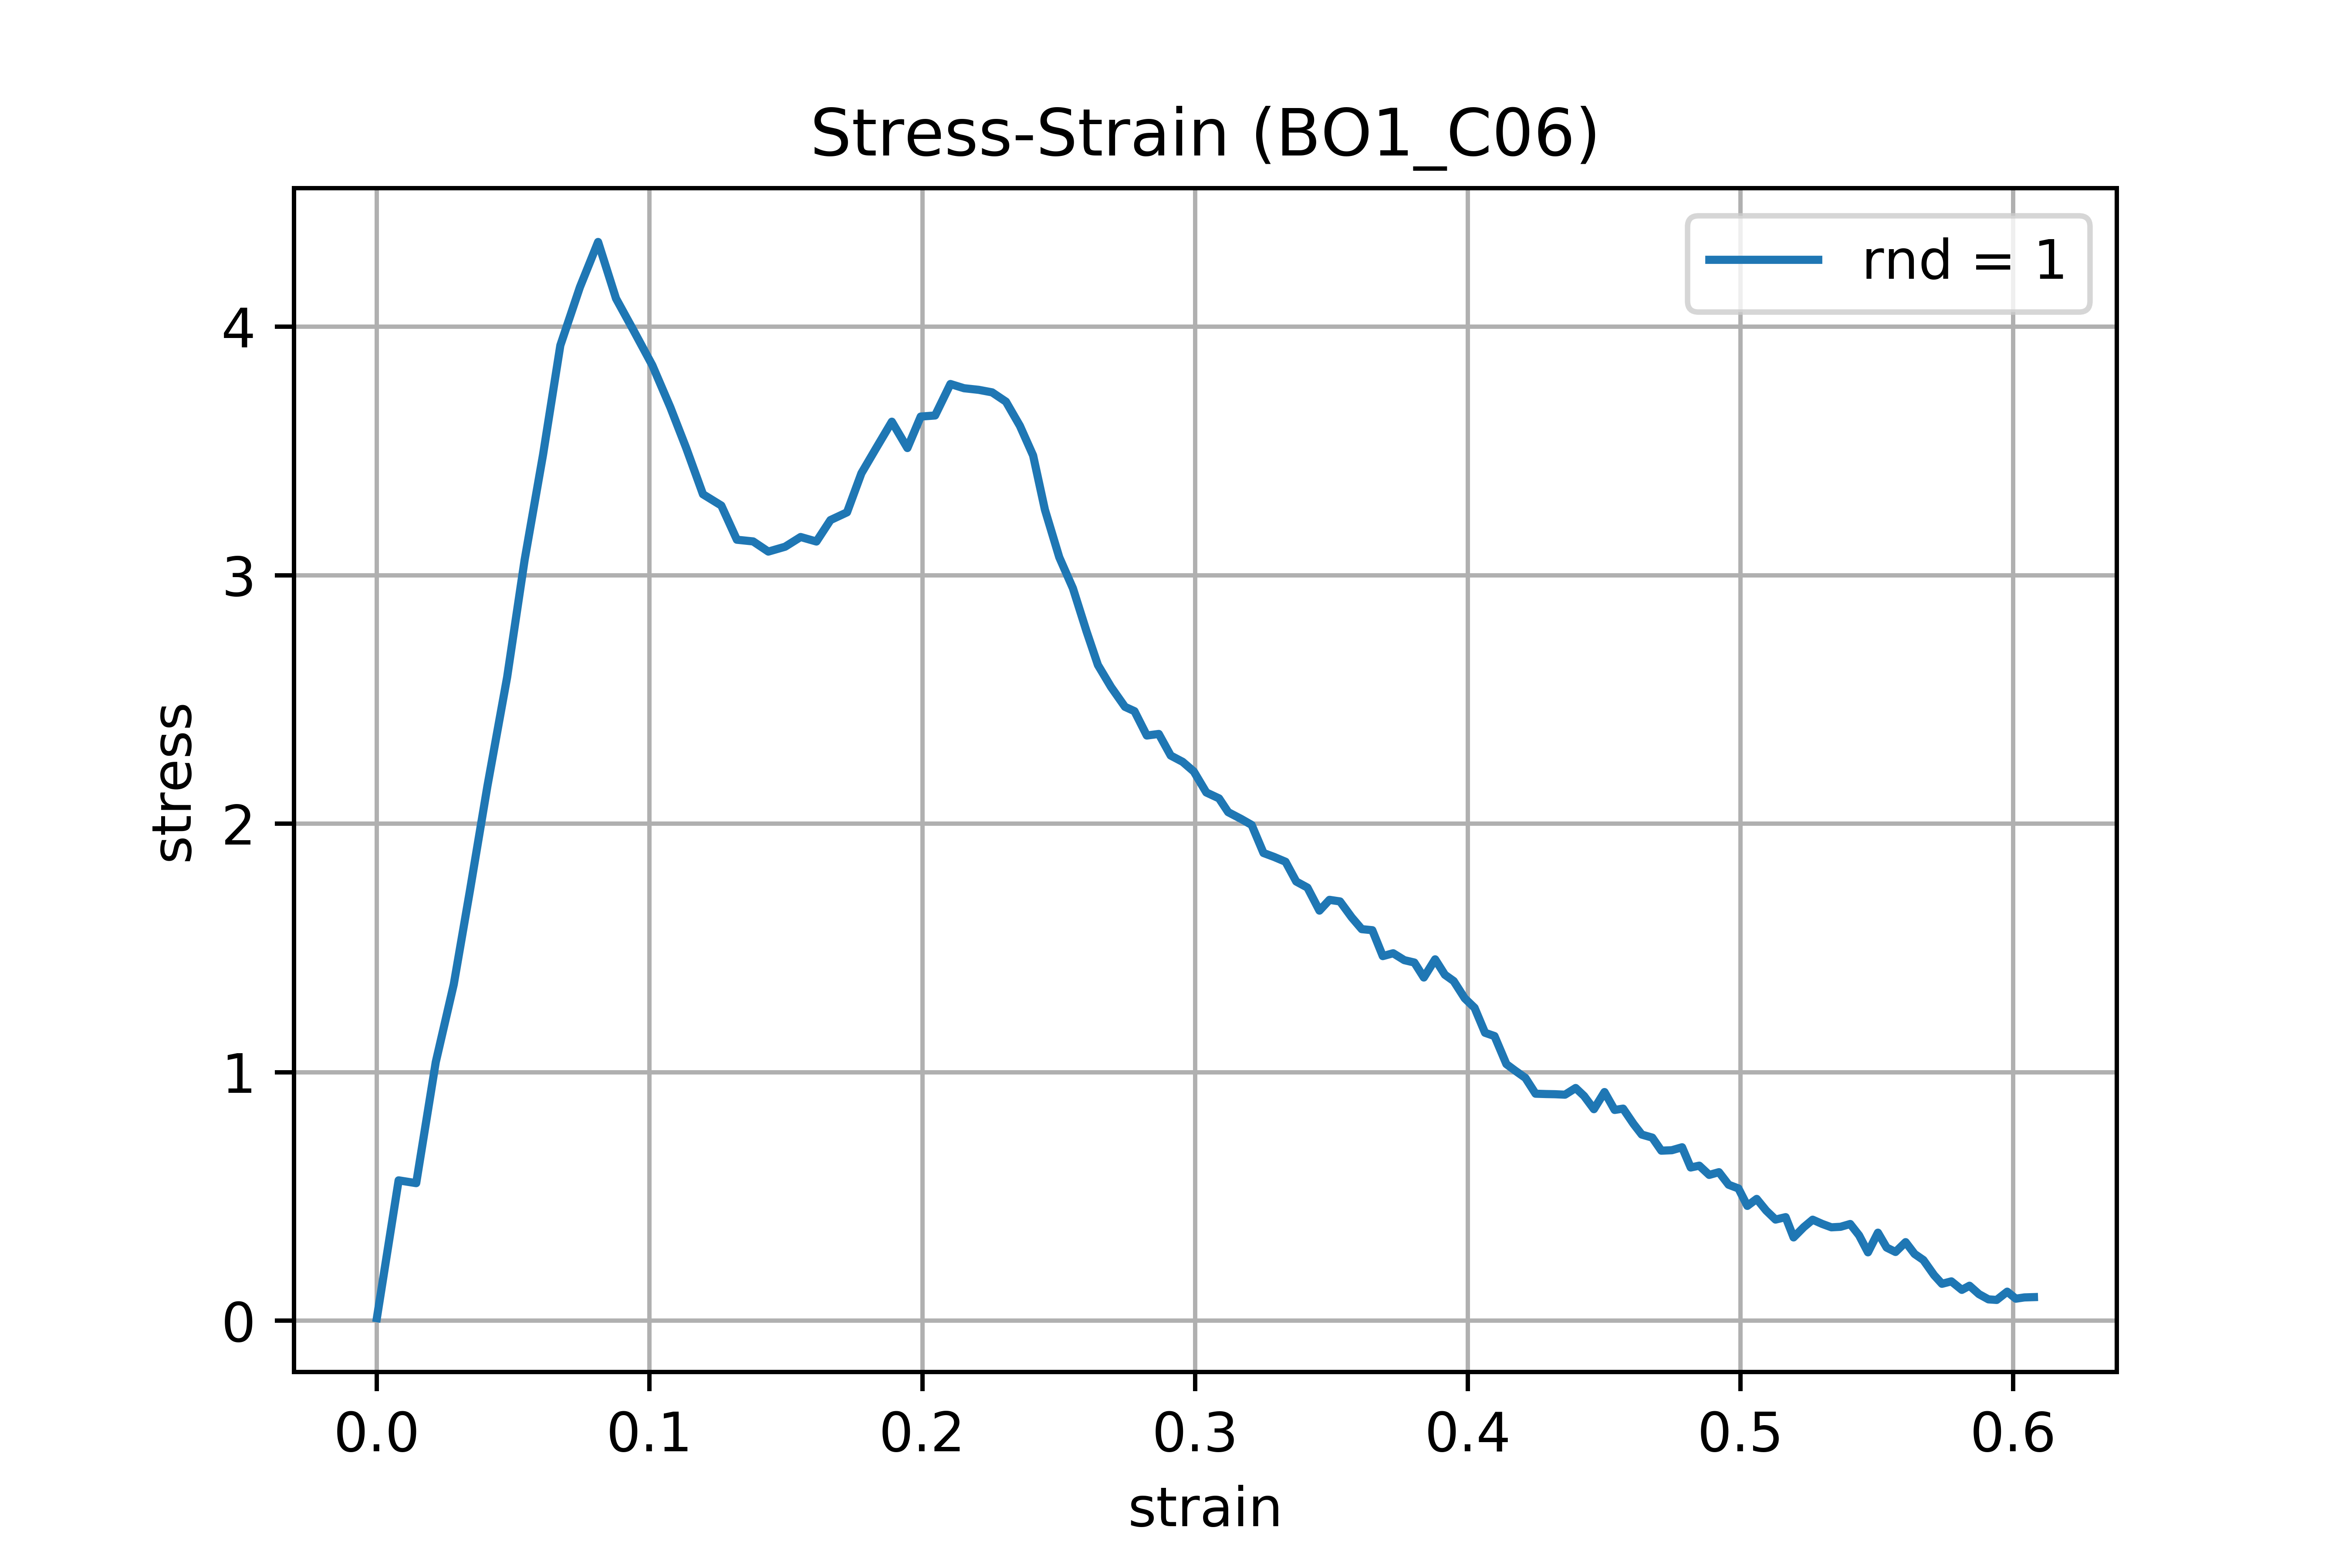 Stress-Strain (BO1_C06)
rnd = 1
stress
4
3
2
1
0
0.0 0.1 0.2 0.3 0.4 0.5 0.6
strain